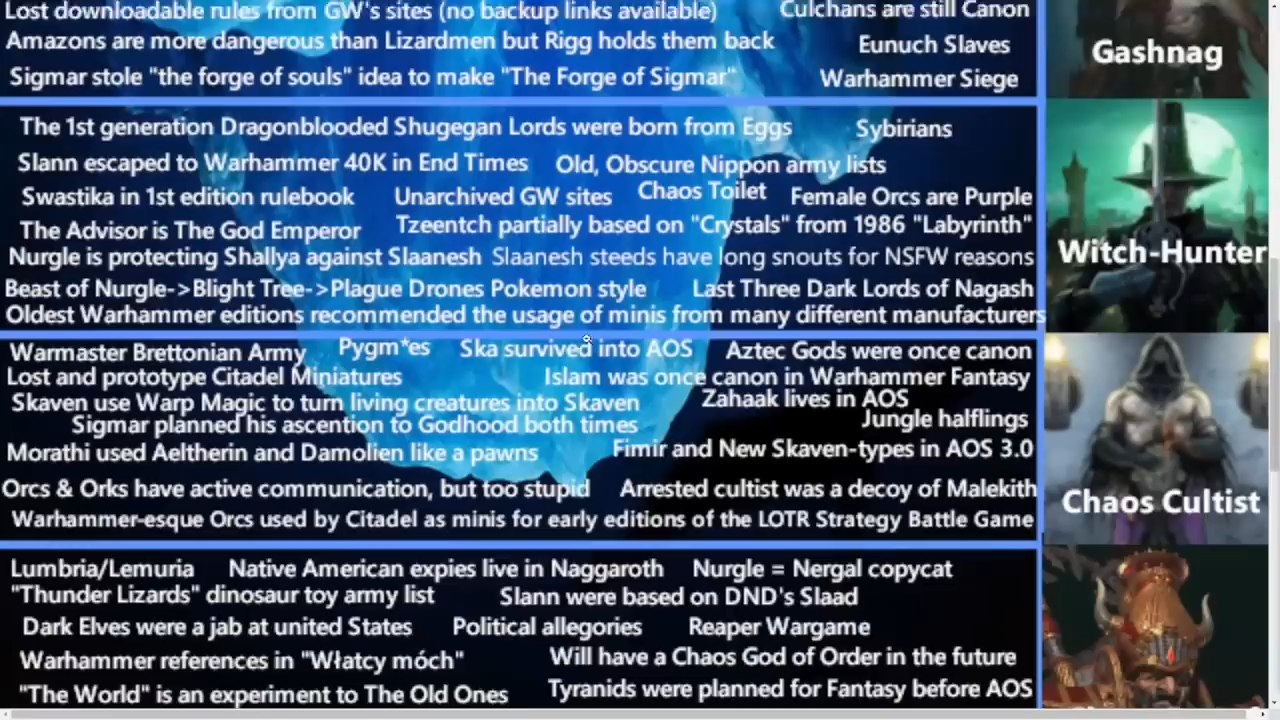 Lost downloadable rules from GW's sites (no backup links available) Culchans are still Canon
Amazons are more dangerous than Lizardmen but Rigg holds them back Eunuch Slaves
Gashnag
Sigmar stole "the forge of souls" idea to make "The Forge of Sigmar" Warhammer Siege
The 1st generation Dragonblooded Shugegan Lords were born from Eggs Sybirians
Slann escaped to Warhammer 40K in End Times Old, Obscure Nippon army lists
Swastika in 1st edition rulebook Unarchived GW sites Chaos Toilet Female Orcs are Purple
The Advisor is The God Emperor Tzeentch partially based on "Crystals" from 1986 "Labyrinth"
Nurgle is protecting Shallya against Slaanesh Slaanesh steeds have long snouts for NSFW reasons
Witch-Hunter
Beast of Nurgle->Blight Tree->Plague Drones Pokemon style Last Three Dark Lords of Nagash
Oldest Warhammer editions recommended the usage of minis from many different manufacturers
Warmaster Brettonian Army Pygm*es Ska survived into AOS Aztec Gods were once canon
Lost and prototype Citadel Miniatures Islam was once canon in Warhammer Fantasy
Skaven use Warp Magic to turn living creatures into Skaven Zahaak lives in AOS
Sigmar planned his ascention to Godhood both times Jungle halflings
Morathi used Aeltherin and Damolien like a pawns Fimir and New Skaven-types in AOS 3.0
Orcs & Orks have active communication, but too stupid Arrested cultist was a decoy of Malekith
Chaos Cultist
Warhammer-esque Orcs used by Citadel as minis for early editions of the LOTR Strategy Battle Game
Lumbria/Lemuria Native American expies live in Naggaroth Nurgle = Nergal copycat
"Thunder Lizards" dinosaur toy army list Slann were based on DND's Slaad
Dark Elves were a jab at united States Political allegories Reaper Wargame
Warhammer references in "Włatcy móch" Will have a Chaos God of Order in the future
"The World" is an experiment to The Old Ones Tyranids were planned for Fantasy before AOS